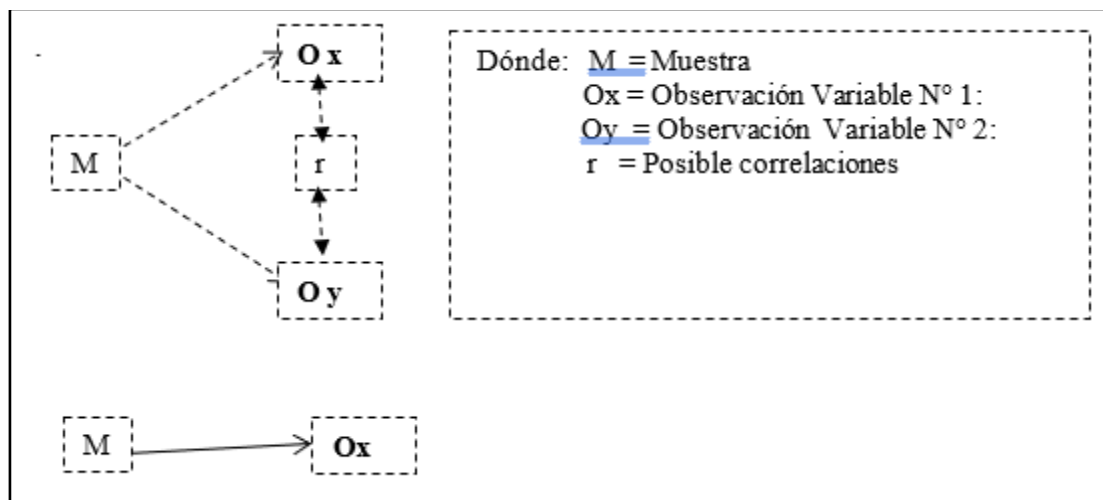 O x
Dónde: M = Muestra
Ox = Observación Variable N° 1:
Oy = Observación Variable N° 2:
r = Posible correlaciones
M
r
O y
M
Ox